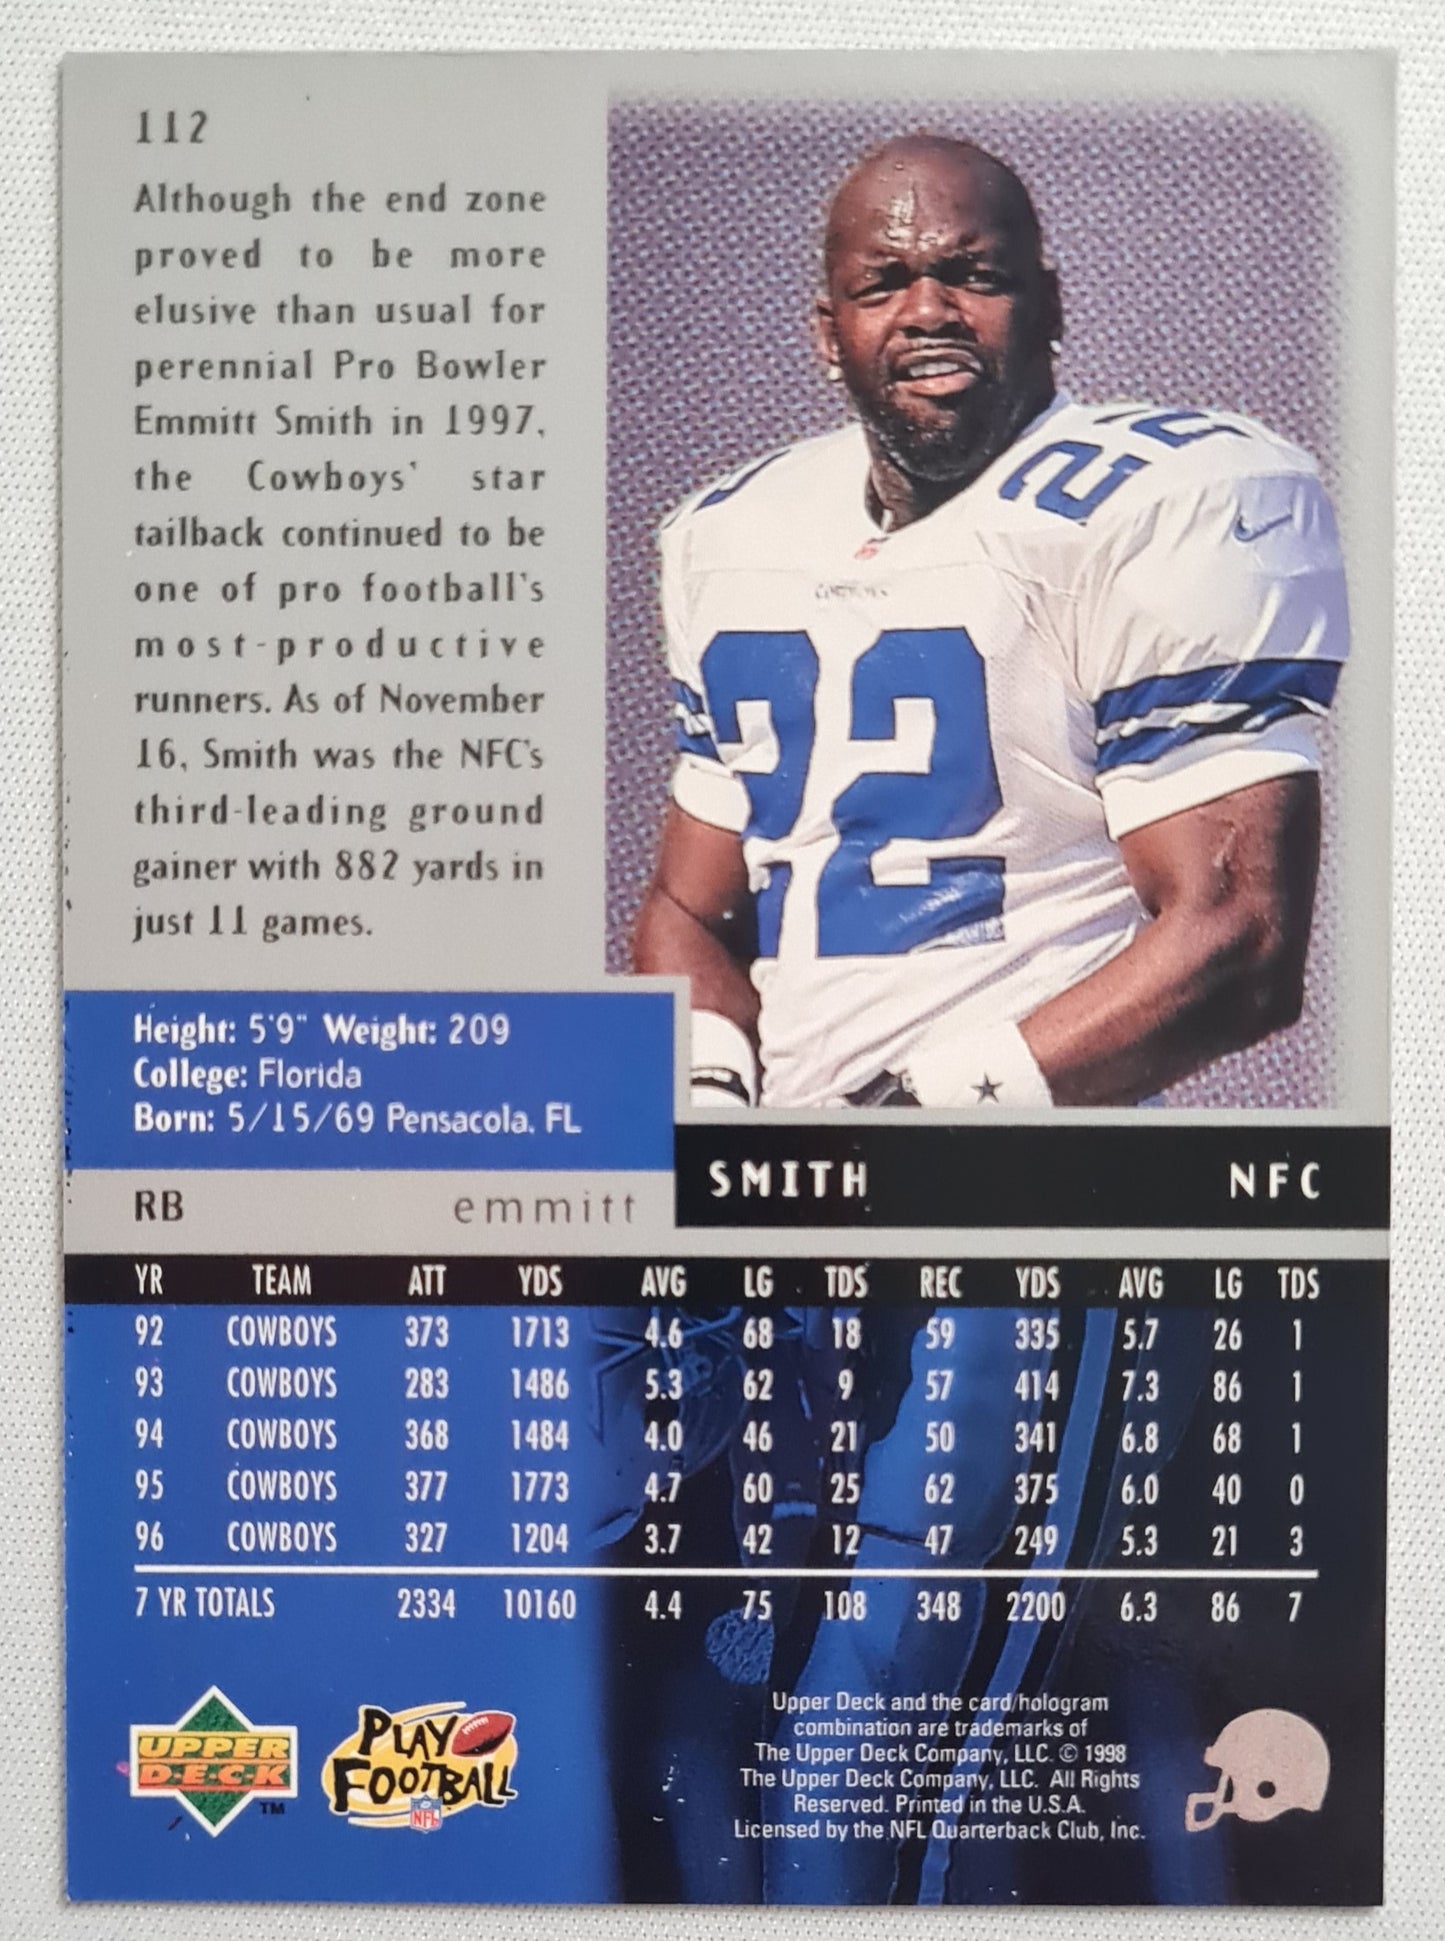 112
Although the end zone
proved to be more
elusive than usual for
perennial Pro Bowler
Emmitt Smith in 1997,
the Cowboys' star
tailback continued to be
one of pro football's
most-productive
runners. As of November
16, Smith was the NFC's
third-leading ground
gainer with 882 yards in
just 11 games.
22
22
COWBOYS
22
Height: 5'9" Weight: 209
College: Florida
Born: 5/15/69 Pensacola, FL
RB emmitt SMITH NFC
YR TEAM ATT YDS AVG LG TDS REC YDS AVG LG TDS
92 COWBOYS 373 1713 4.6 68 18 59 335 5.7 26 1
93 COWBOYS 283 1486 5.3 62 9 57 414 7.3 86 1
94 COWBOYS 368 1484 4.0 46 21 50 341 6.8 68 1
95 COWBOYS 377 1773 4.7 60 25 62 375 6.0 40 0
96 COWBOYS 327 1204 3.7 42 12 47 249 5.3 21 3
7 YR TOTALS 2334 10160 4.4 75 108 348 2200 6.3 86 7
UPPER
D·E·C·K
TM
PLAY
FOOTBALL
NFL
Upper Deck and the card/hologram
combination are trademarks of
The Upper Deck Company, LLC. © 1998
The Upper Deck Company, LLC. All Rights
Reserved. Printed in the U.S.A.
Licensed by the NFL Quarterback Club, Inc.